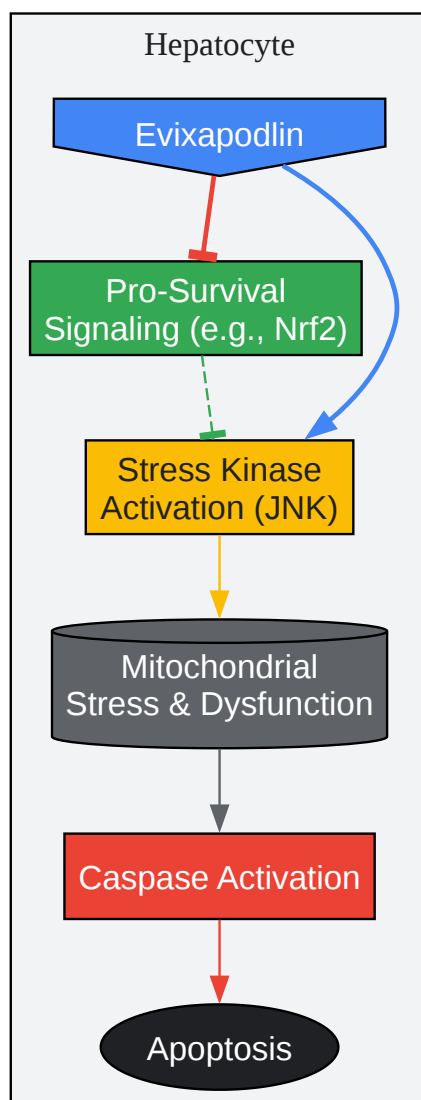 Hepatocyte
Evixapodlin
Pro-Survival
Signaling (e.g., Nrf2)
Stress Kinase
Activation (JNK)
Mitochondrial
Stress & Dysfunction
Caspase Activation
Apoptosis